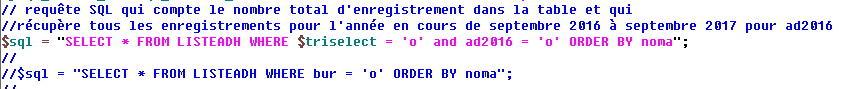 // requête SQL qui compte le nombre total d'enregistrement dans la table et qui
//récupère tous les enregistrements pour l'année en cours de septembre 2016 à septembre 2017 pour ad2016
$sql = "SELECT * FROM LISTEADH WHERE $triselect = 'o' and ad2016 = 'o' ORDER BY noma";
//
//$sql = "SELECT * FROM LISTEADH WHERE bur = 'o' ORDER BY noma";
//